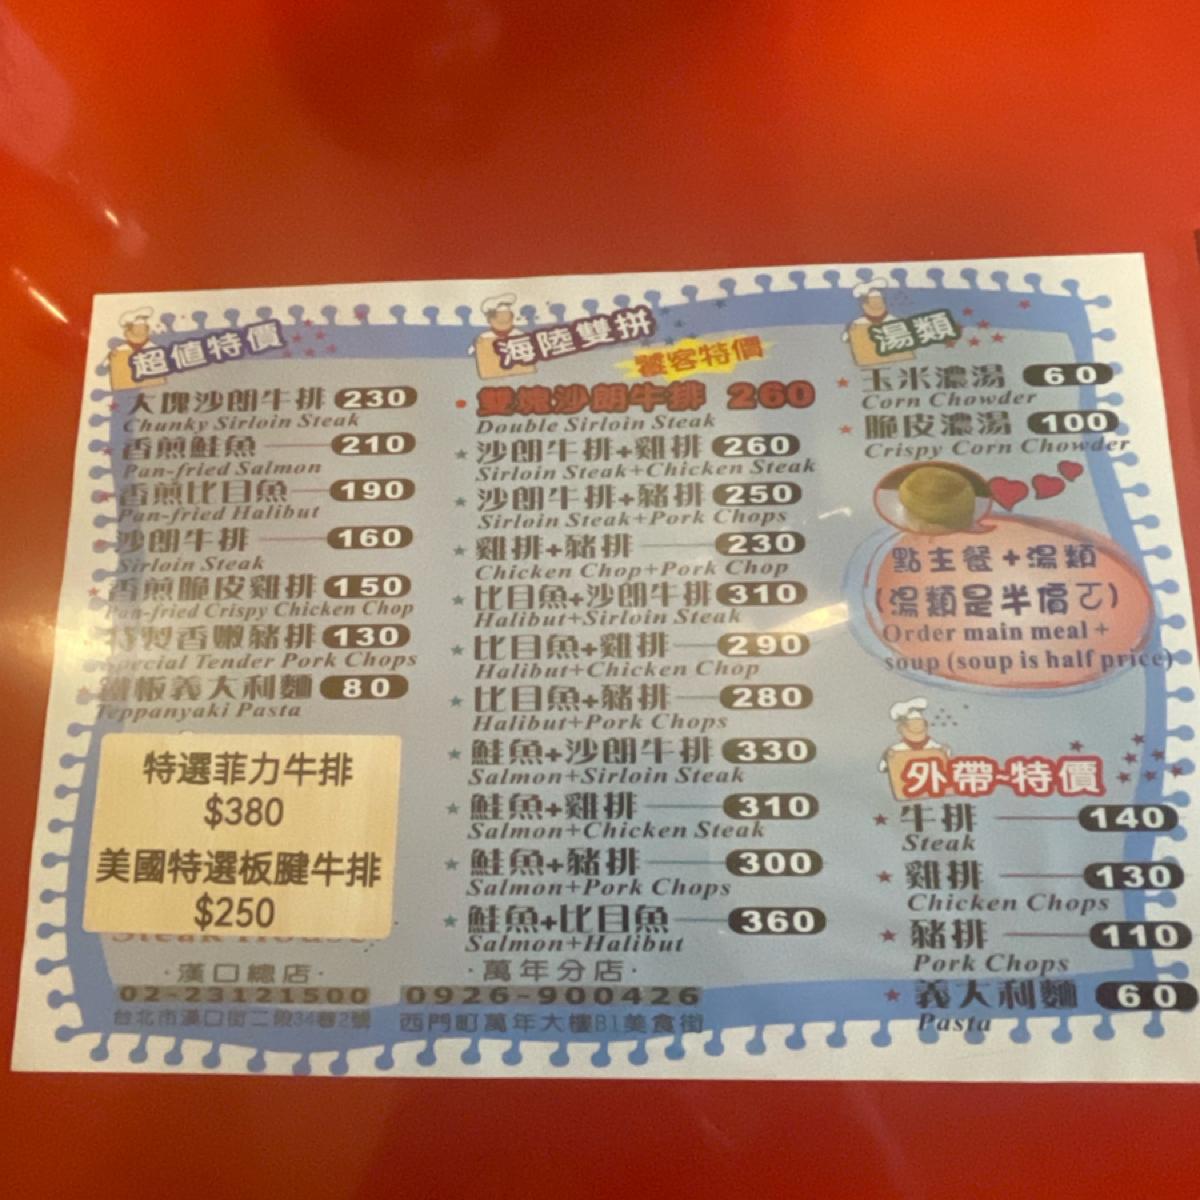 超值特價
大塊沙朗牛排 230
Chunky Sirloin Steak
香煎鮭魚 210
Pan-fried Salmon
香煎比目魚 190
Pan-fried Halibut
沙朗牛排 160
Sirloin Steak
香煎脆皮雞排 150
Pan-fried Crispy Chicken Chop
特製香嫩豬排 130
Special Tender Pork Chops
鐵板義大利麵 80
Teppanyaki Pasta
特選菲力牛排
$380
美國特選板腱牛排
$250
Steak House
·漢口總店·
02-23121500
台北市漢口街二段34巷2號
海陸雙拼
饕客特價
雙塊沙朗牛排 260
Double Sirloin Steak
沙朗牛排+雞排 260
Sirloin Steak+Chicken Steak
沙朗牛排+豬排 250
Sirloin Steak+Pork Chops
雞排+豬排 230
Chicken Chop+Pork Chop
比目魚+沙朗牛排 310
Halibut+Sirloin Steak
比目魚+雞排 290
Halibut+Chicken Chop
比目魚+豬排 280
Halibut+Pork Chops
鮭魚+沙朗牛排 330
Salmon+Sirloin Steak
鮭魚+雞排 310
Salmon+Chicken Steak
鮭魚+豬排 300
Salmon+Pork Chops
鮭魚+比目魚 360
Salmon+Halibut
·萬年分店·
0926-900426
西門町萬年大樓B1美食街
湯類
玉米濃湯 60
Corn Chowder
脆皮濃湯 100
Crispy Corn Chowder
點主餐+湯類
(湯類是半價ㄛ)
Order main meal +
soup (soup is half price)
外帶~特價
牛排 140
Steak
雞排 130
Chicken Chops
豬排 110
Pork Chops
義大利麵 60
Pasta